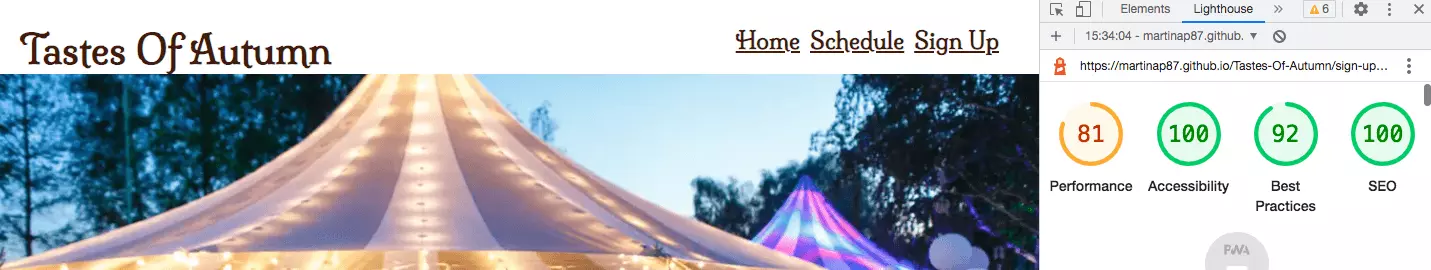 Tastes Of Autumn
Home Schedule Sign Up
Elements Lighthouse » 6
15:34:04 - martinap87.github.
https://martinap87.github.io/Tastes-Of-Autumn/sign-up...
81 100 92 100
Performance Accessibility Best Practices SEO
PWA